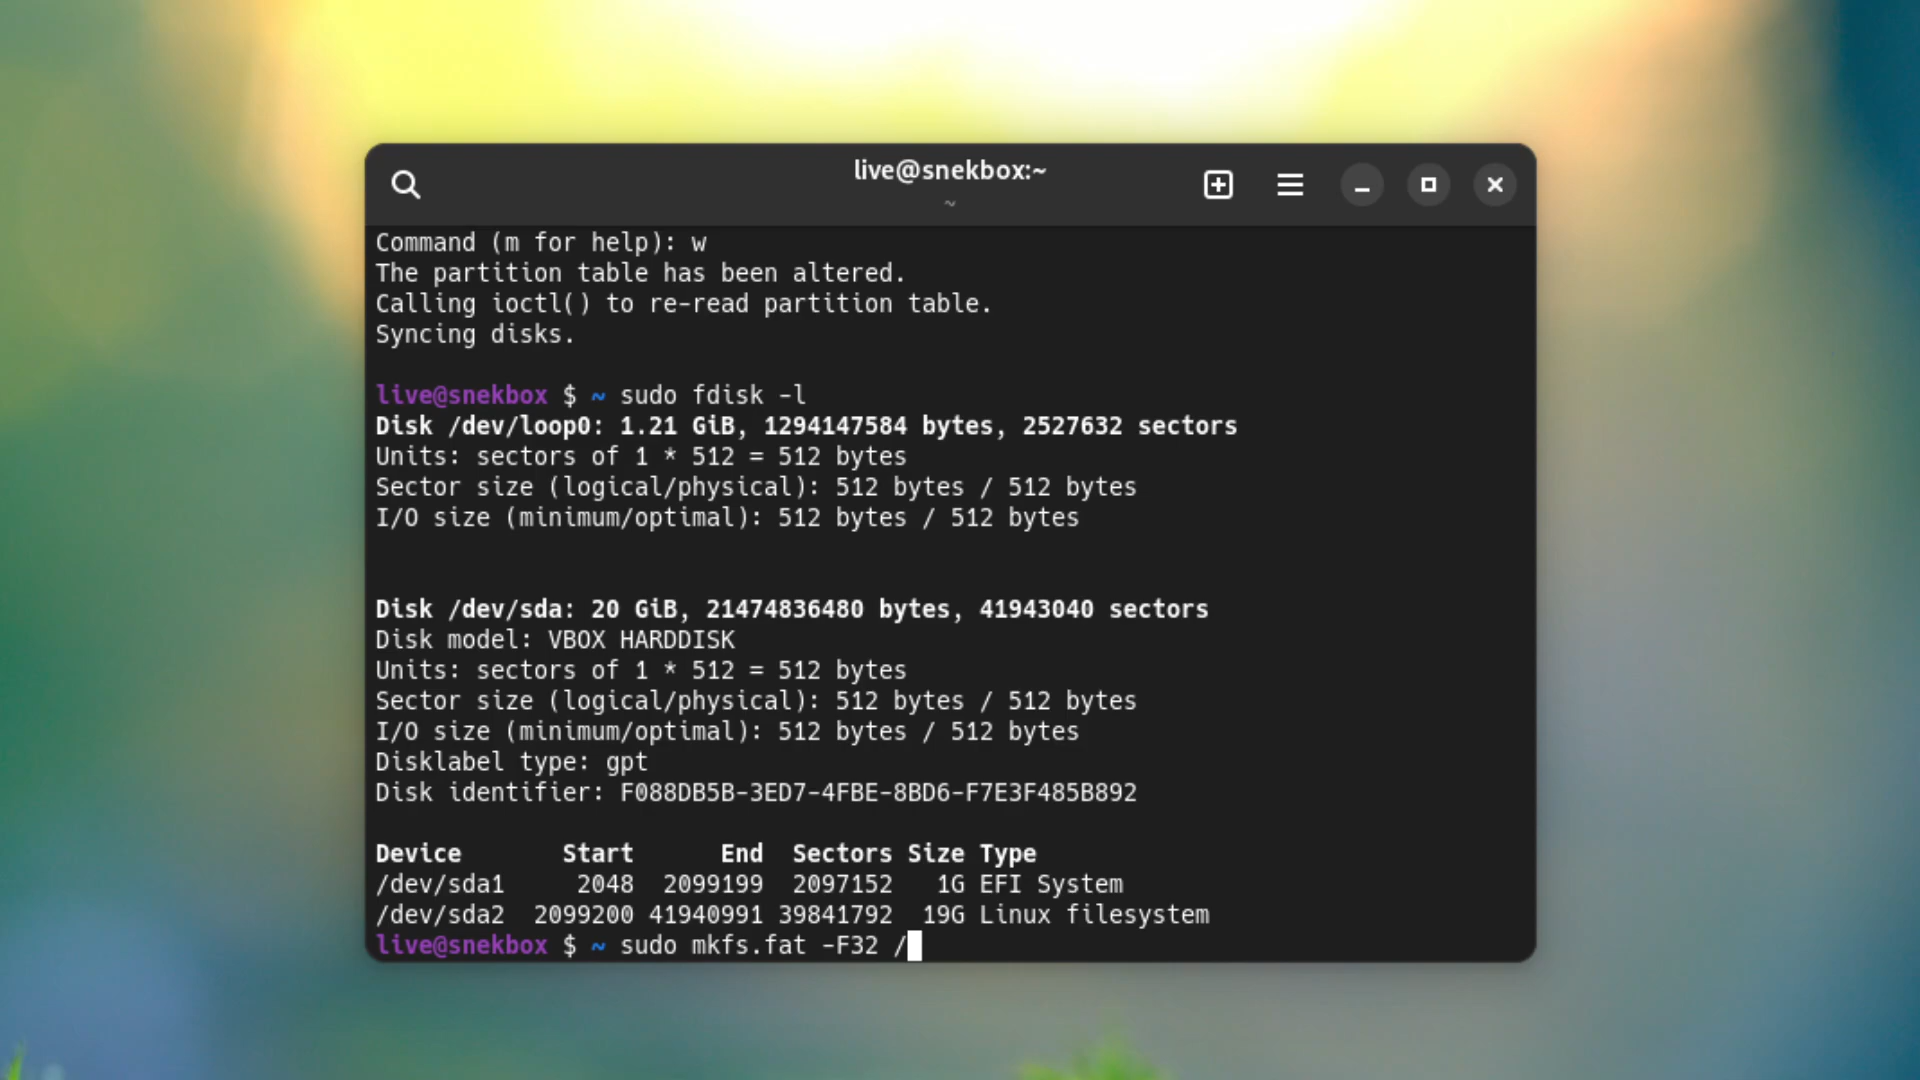 live@snekbox:~
~
Command (m for help): w
The partition table has been altered.
Calling ioctl() to re-read partition table.
Syncing disks.
live@snekbox $ ~ sudo fdisk -l
Disk /dev/loop0: 1.21 GiB, 1294147584 bytes, 2527632 sectors
Units: sectors of 1 * 512 = 512 bytes
Sector size (logical/physical): 512 bytes / 512 bytes
I/O size (minimum/optimal): 512 bytes / 512 bytes
Disk /dev/sda: 20 GiB, 21474836480 bytes, 41943040 sectors
Disk model: VBOX HARDDISK
Units: sectors of 1 * 512 = 512 bytes
Sector size (logical/physical): 512 bytes / 512 bytes
I/O size (minimum/optimal): 512 bytes / 512 bytes
Disklabel type: gpt
Disk identifier: F088DB5B-3ED7-4FBE-8BD6-F7E3F485B892
Device Start End Sectors Size Type
/dev/sda1 2048 2099199 2097152 1G EFI System
/dev/sda2 2099200 41940991 39841792 19G Linux filesystem
live@snekbox $ ~ sudo mkfs.fat -F32 /